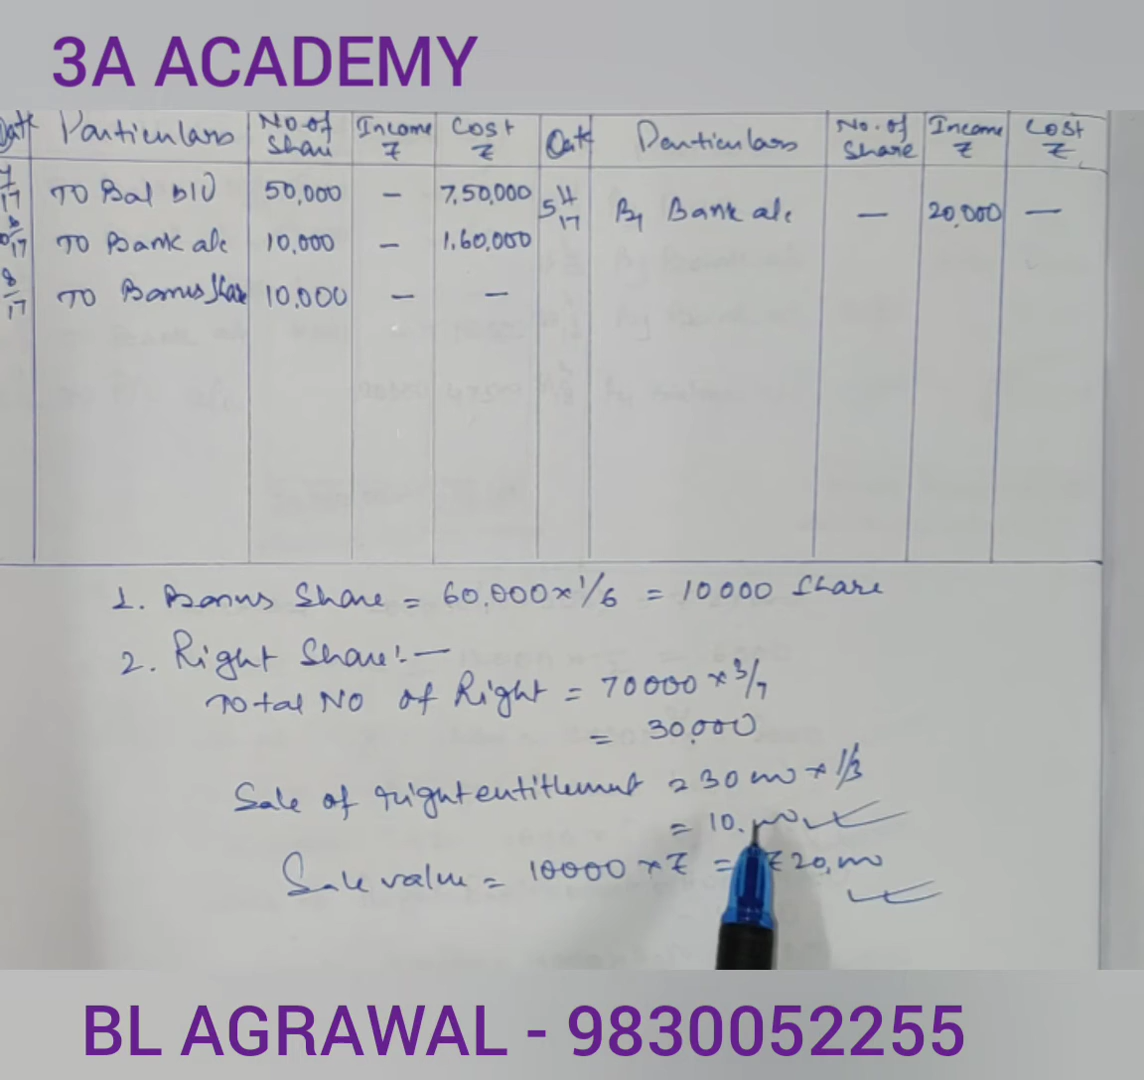 3A ACADEMY
Date Particulars No. of Share Income ₹ Cost ₹ Date Particulars No. of Share Income ₹ Cost ₹
17 To Bal b/d 50,000 – 7,50,000 5/4/17 By Bank a/c — 20,000 —
17 To Bank a/c 10,000 – 1,60,000
8/17 To Bonus Share 10,000 – –
1. Bonus Share = 60,000 × 1/6 = 10000 Share
2. Right Share:—
Total No of Right = 70000 × 3/7
= 30,000
Sale of right entitlement = 30 m × 1/3
= 10,
Sale value = 10000 × ₹ = ₹ 20, m
BL AGRAWAL - 9830052255